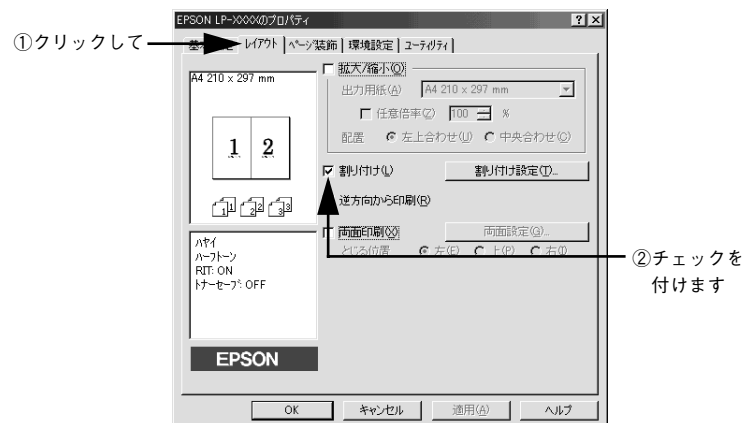 EPSON LP-XXXXのプロパティ
①クリックして
レイアウト ページ装飾 環境設定 ユーティリティ
A4 210 x 297 mm
1 2
1 2 3
ハヤイ
ハーフトーン
RIT: ON
トナーセーブ: OFF
EPSON
拡大/縮小(O)
出力用紙(A) A4 210 x 297 mm
任意倍率(Z) 100 %
配置 左上合わせ(U) 中央合わせ(C)
割り付け(L) 割り付け設定(T)...
逆方向から印刷(R)
両面印刷(X) 両面設定(G)...
とじる位置 左(E) 上(P) 右(I)
②チェックを
付けます
OK キャンセル 適用(A) ヘルプ